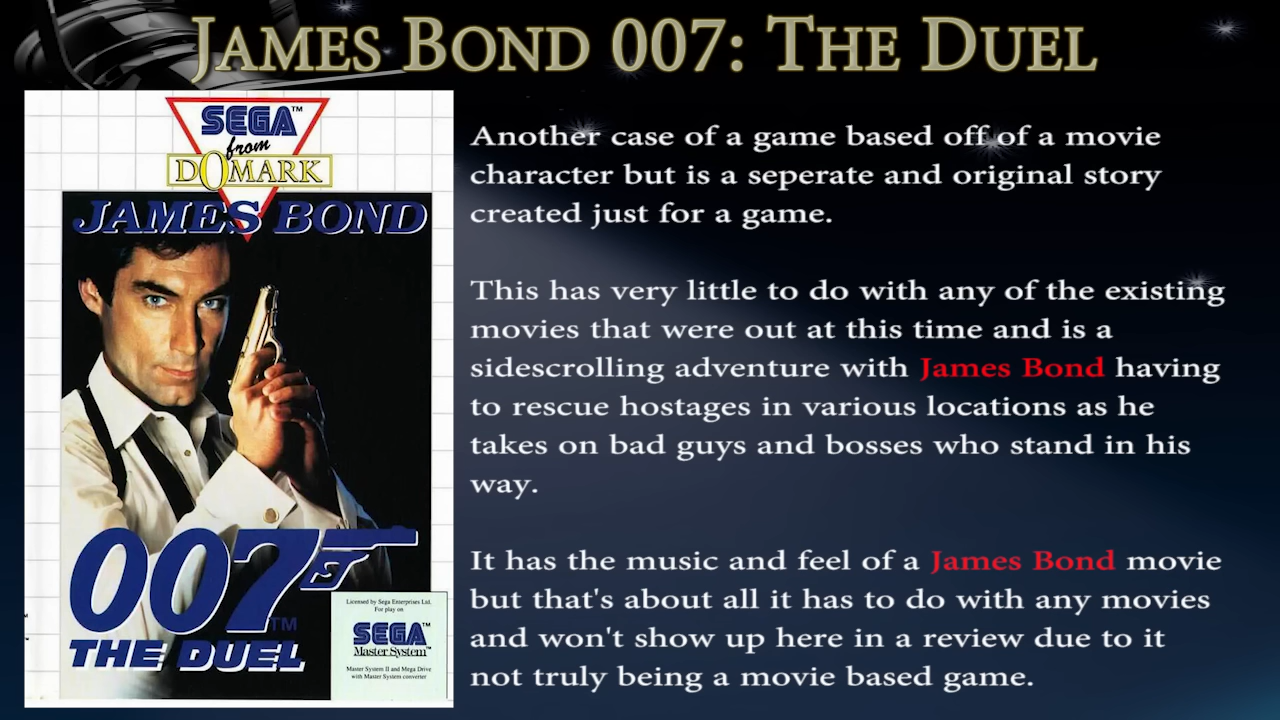 JAMES BOND 007: THE DUEL
SEGA™
from
DOMARK
JAMES BOND
007
TM
THE DUEL
Licensed by Sega Enterprises Ltd.
For play on
SEGA™
Master System™
Master System II and Mega Drive
with Master System converter
Another case of a game based off of a movie
character but is a seperate and original story
created just for a game.
This has very little to do with any of the existing
movies that were out at this time and is a
sidescrolling adventure with James Bond having
to rescue hostages in various locations as he
takes on bad guys and bosses who stand in his
way.
It has the music and feel of a James Bond movie
but that's about all it has to do with any movies
and won't show up here in a review due to it
not truly being a movie based game.